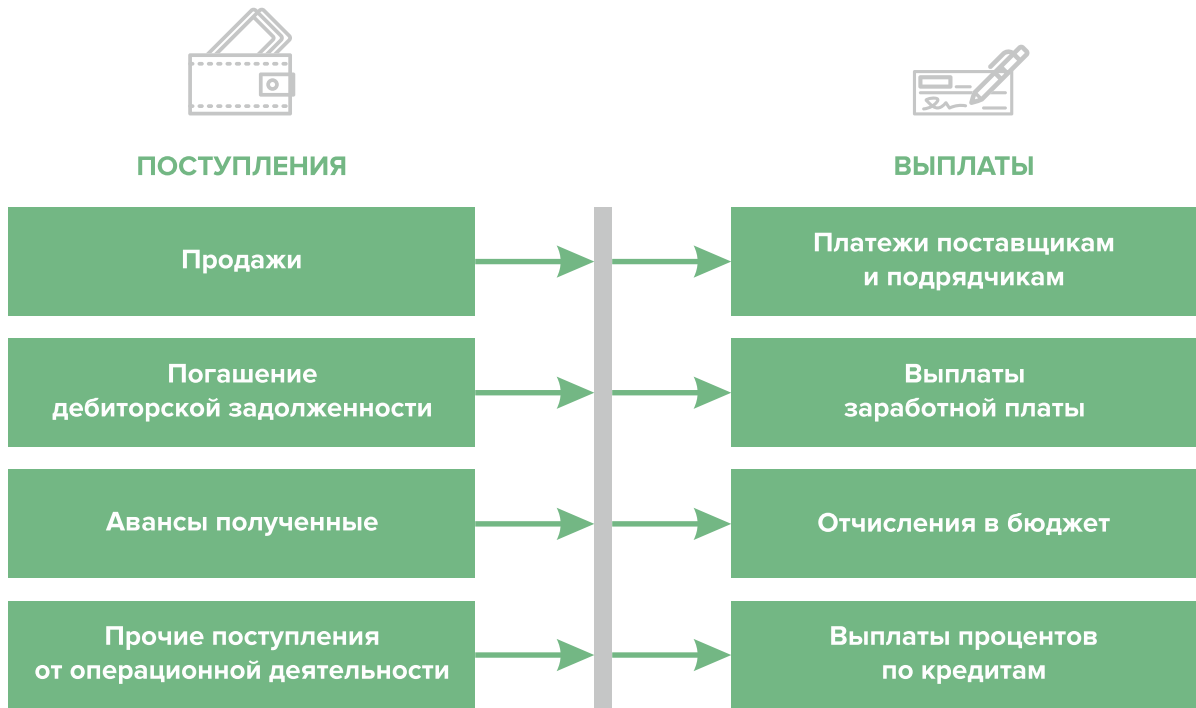 ПОСТУПЛЕНИЯ
ВЫПЛАТЫ
Продажи
Платежи поставщикам
и подрядчикам
Погашение
дебиторской задолженности
Выплаты
заработной платы
Авансы полученные
Отчисления в бюджет
Прочие поступления
от операционной деятельности
Выплаты процентов
по кредитам